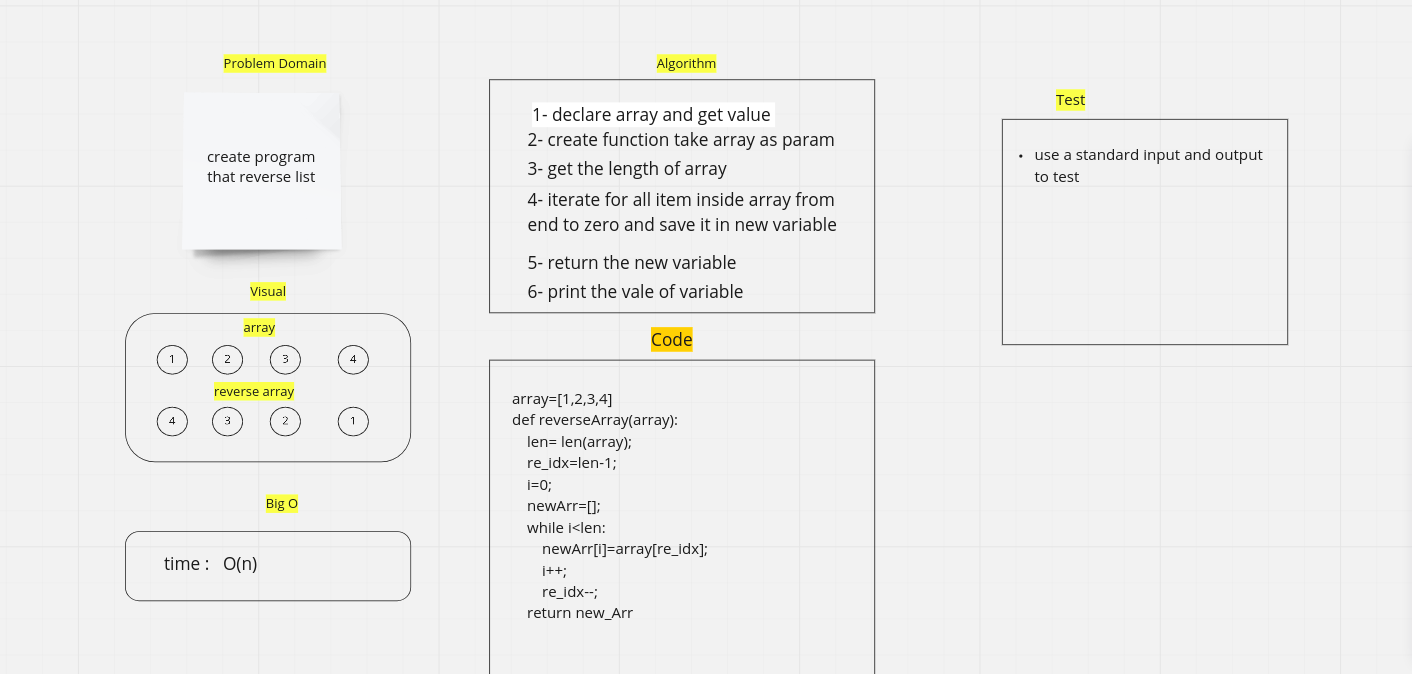 Problem Domain
create program
that reverse list
Visual
array
1 2 3 4
reverse array
4 3 2 1
Big O
time : O(n)
Algorithm
1- declare array and get value
2- create function take array as param
3- get the length of array
4- iterate for all item inside array from
end to zero and save it in new variable
5- return the new variable
6- print the vale of variable
Code
array=[1,2,3,4]
def reverseArray(array):
    len= len(array);
    re_idx=len-1;
    i=0;
    newArr=[];
    while i<len:
        newArr[i]=array[re_idx];
        i++;
        re_idx--;
    return new_Arr
Test
• use a standard input and output
to test